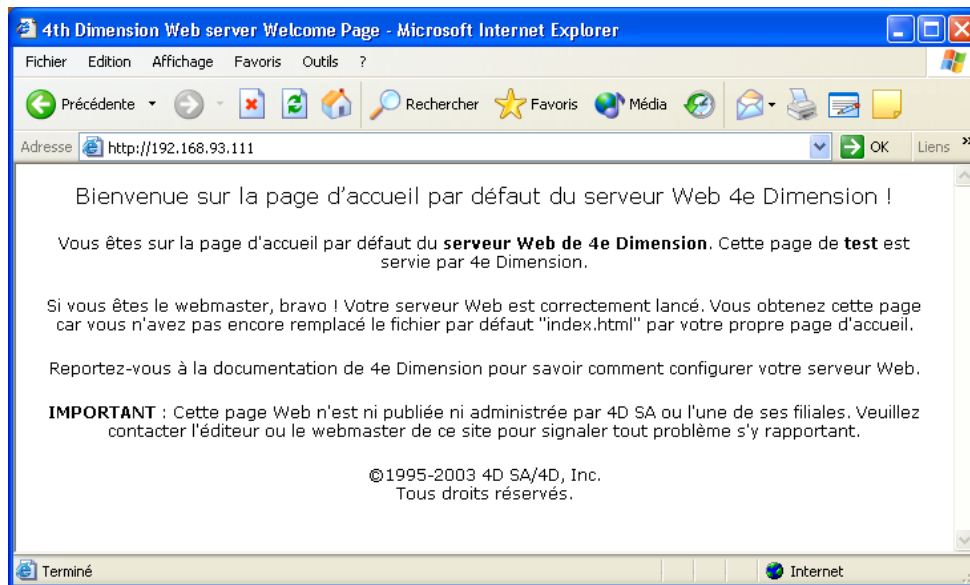 4th Dimension Web server Welcome Page - Microsoft Internet Explorer
Fichier Edition Affichage Favoris Outils ?
Précédente Rechercher Favoris Média
Adresse http://192.168.93.111 OK Liens »
Bienvenue sur la page d'accueil par défaut du serveur Web 4e Dimension !
Vous êtes sur la page d'accueil par défaut du serveur Web de 4e Dimension. Cette page de test est
servie par 4e Dimension.
Si vous êtes le webmaster, bravo ! Votre serveur Web est correctement lancé. Vous obtenez cette page
car vous n'avez pas encore remplacé le fichier par défaut "index.html" par votre propre page d'accueil.
Reportez-vous à la documentation de 4e Dimension pour savoir comment configurer votre serveur Web.
IMPORTANT : Cette page Web n'est ni publiée ni administrée par 4D SA ou l'une de ses filiales. Veuillez
contacter l'éditeur ou le webmaster de ce site pour signaler tout problème s'y rapportant.
©1995-2003 4D SA/4D, Inc.
Tous droits réservés.
Terminé Internet